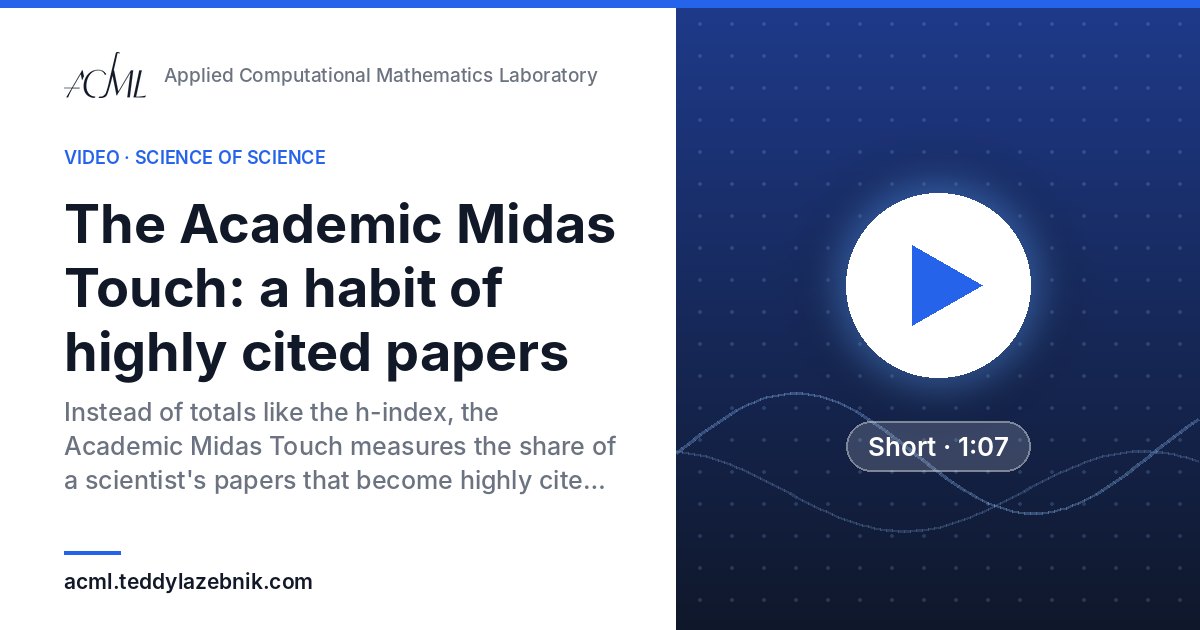 ACML Applied Computational Mathematics Laboratory
VIDEO · SCIENCE OF SCIENCE
The Academic Midas
Touch: a habit of
highly cited papers
Instead of totals like the h-index, the
Academic Midas Touch measures the share of
a scientist's papers that become highly cite...
Short · 1:07
acml.teddylazebnik.com